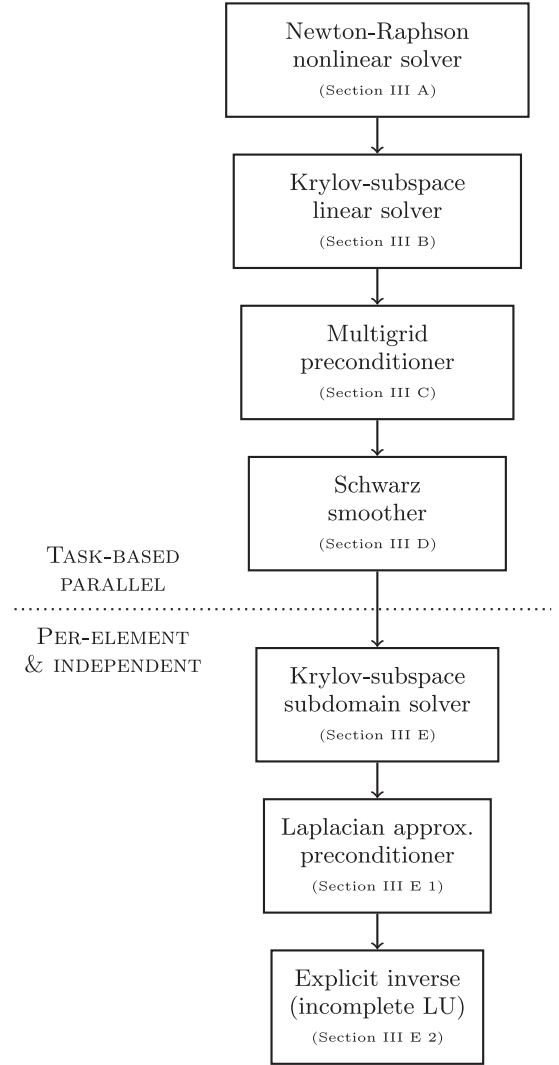 Newton-Raphson
nonlinear solver
(Section III A)
Krylov-subspace
linear solver
(Section III B)
Multigrid
preconditioner
(Section III C)
Schwarz
smoother
(Section III D)
Task-based
parallel
Per-element
& independent
Krylov-subspace
subdomain solver
(Section III E)
Laplacian approx.
preconditioner
(Section III E 1)
Explicit inverse
(incomplete LU)
(Section III E 2)